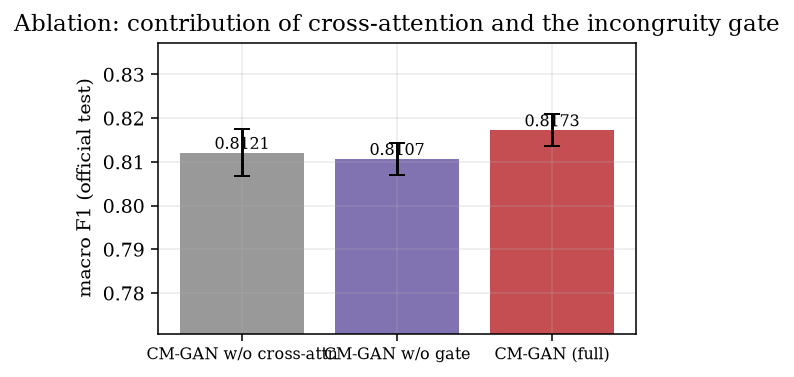 Ablation: contribution of cross-attention and the incongruity gate
macro F1 (official test)
0.83
0.82
0.81
0.80
0.79
0.78
0.8121
0.8107
0.8173
CM-GAN w/o cross-attn
CM-GAN w/o gate
CM-GAN (full)